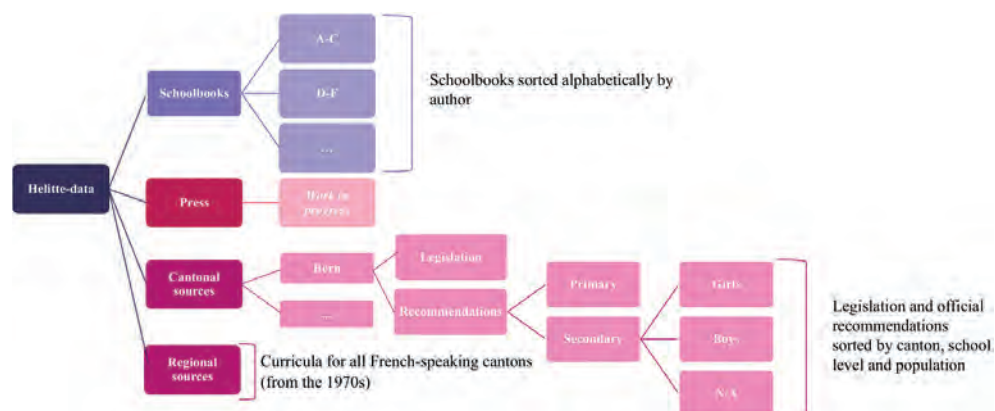 A-C
Schoolbooks
D-F
...
Schoolbooks sorted alphabetically by
author
Helitte-data
Press
Work in
progress
Cantonal
sources
Bern
...
Legislation
Recommendations
Primary
Secondary
Girls
Boys
N/A
Legislation and official
recommendations
sorted by canton, school
level and population
Regional
sources
Curricula for all French-speaking cantons
(from the 1970s)